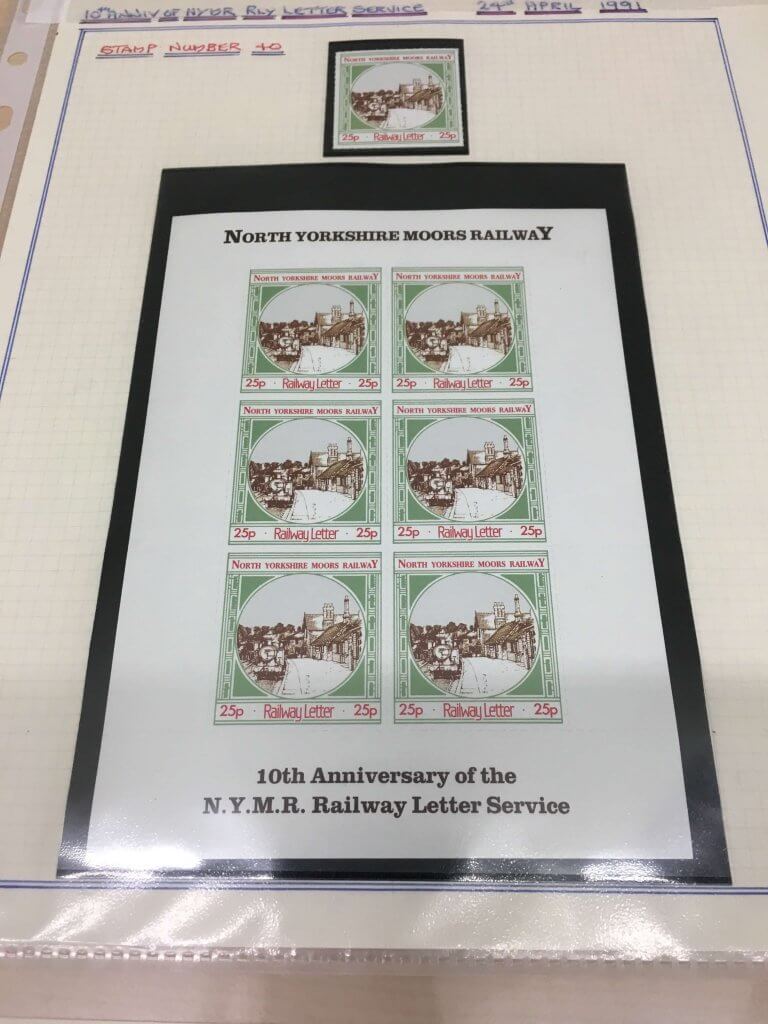 10th ANNIV OF NYMR RLY LETTER SERVICE 24th APRIL 1991
STAMP NUMBER 40
NORTH YORKSHIRE MOORS RAILWAY
25p · Railway Letter · 25p
NORTH YORKSHIRE MOORS RAILWAY
NORTH YORKSHIRE MOORS RAILWAY NORTH YORKSHIRE MOORS RAILWAY
25p · Railway Letter · 25p 25p · Railway Letter · 25p
NORTH YORKSHIRE MOORS RAILWAY NORTH YORKSHIRE MOORS RAILWAY
25p · Railway Letter · 25p 25p · Railway Letter · 25p
NORTH YORKSHIRE MOORS RAILWAY NORTH YORKSHIRE MOORS RAILWAY
25p · Railway Letter · 25p 25p · Railway Letter · 25p
10th Anniversary of the
N.Y.M.R. Railway Letter Service